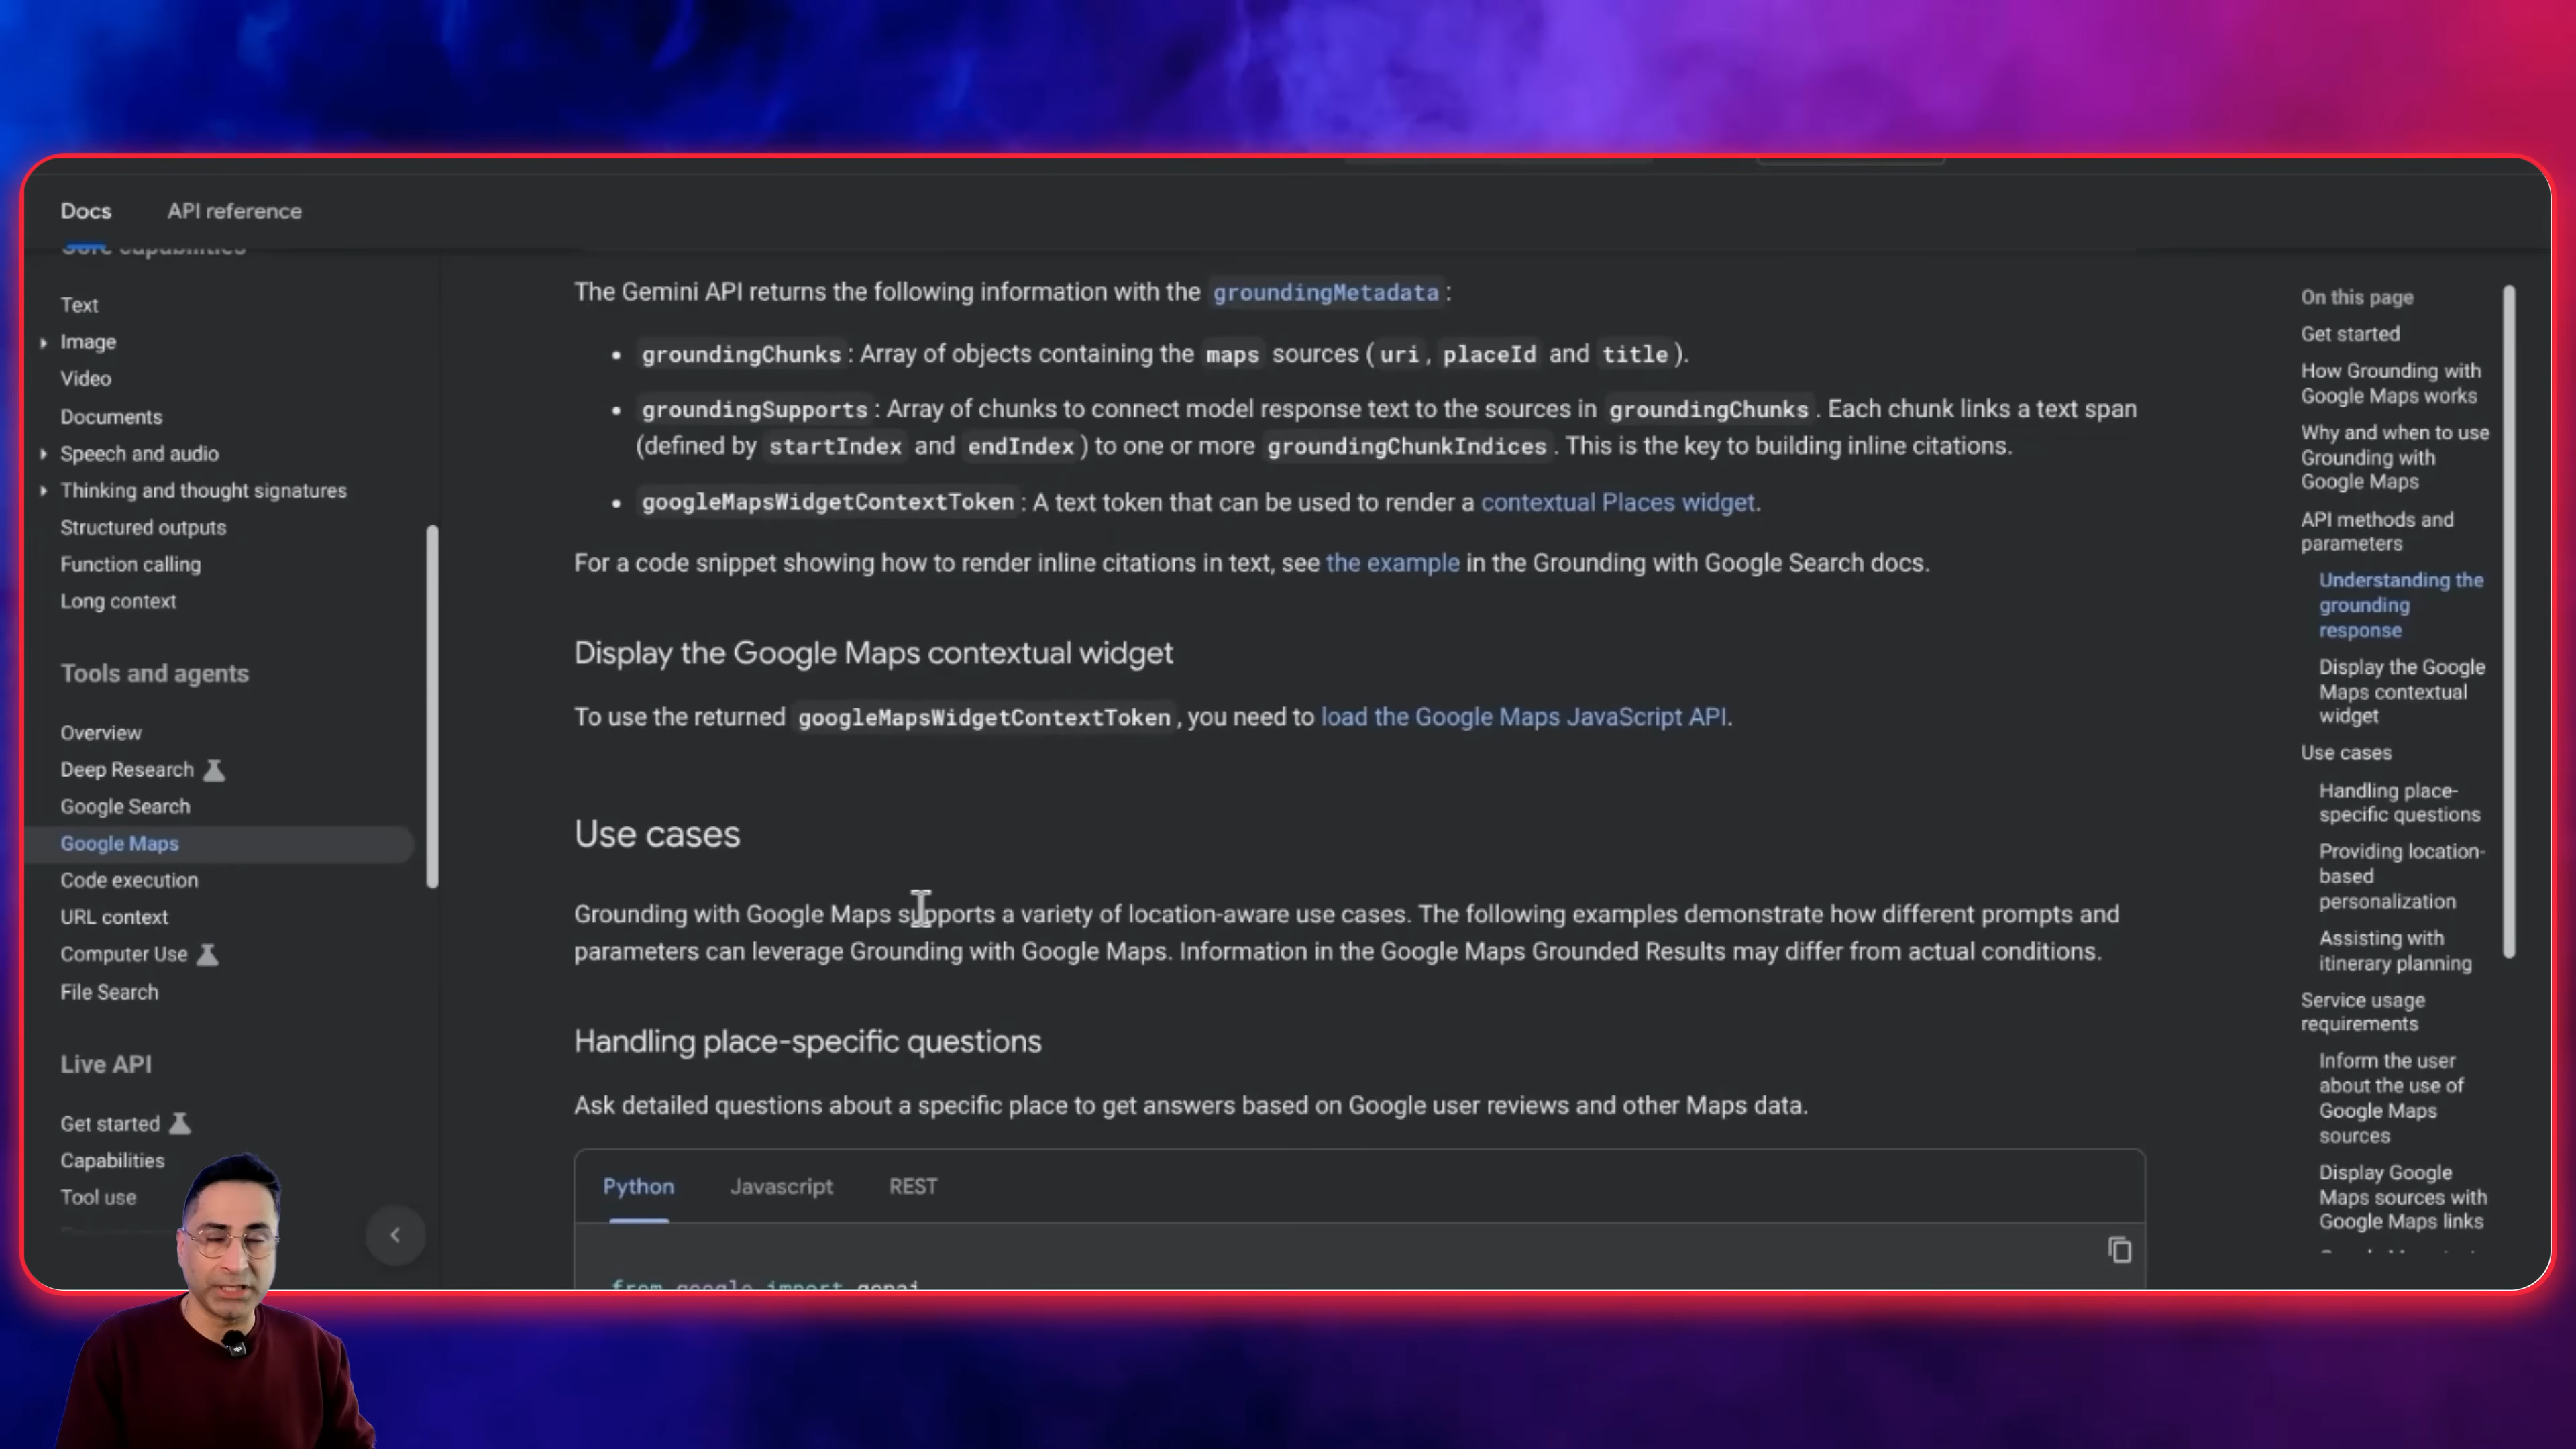 Docs
API reference
Core capabilities
Text
Image
Video
Documents
Speech and audio
Thinking and thought signatures
Structured outputs
Function calling
Long context
Tools and agents
Overview
Deep Research
Google Search
Google Maps
Code execution
URL context
Computer Use
File Search
Live API
Get started
Capabilities
Tool use
The Gemini API returns the following information with the groundingMetadata:
• groundingChunks: Array of objects containing the maps sources (uri, placeId and title).
• groundingSupports: Array of chunks to connect model response text to the sources in groundingChunks. Each chunk links a text span
(defined by startIndex and endIndex) to one or more groundingChunkIndices. This is the key to building inline citations.
• googleMapsWidgetContextToken: A text token that can be used to render a contextual Places widget.
For a code snippet showing how to render inline citations in text, see the example in the Grounding with Google Search docs.
Display the Google Maps contextual widget
To use the returned googleMapsWidgetContextToken, you need to load the Google Maps JavaScript API.
Use cases
Grounding with Google Maps supports a variety of location-aware use cases. The following examples demonstrate how different prompts and
parameters can leverage Grounding with Google Maps. Information in the Google Maps Grounded Results may differ from actual conditions.
Handling place-specific questions
Ask detailed questions about a specific place to get answers based on Google user reviews and other Maps data.
Python
Javascript
REST
from google import genai
On this page
Get started
How Grounding with
Google Maps works
Why and when to use
Grounding with
Google Maps
API methods and
parameters
Understanding the
grounding
response
Display the Google
Maps contextual
widget
Use cases
Handling place-
specific questions
Providing location-
based
personalization
Assisting with
itinerary planning
Service usage
requirements
Inform the user
about the use of
Google Maps
sources
Display Google
Maps sources with
Google Maps links